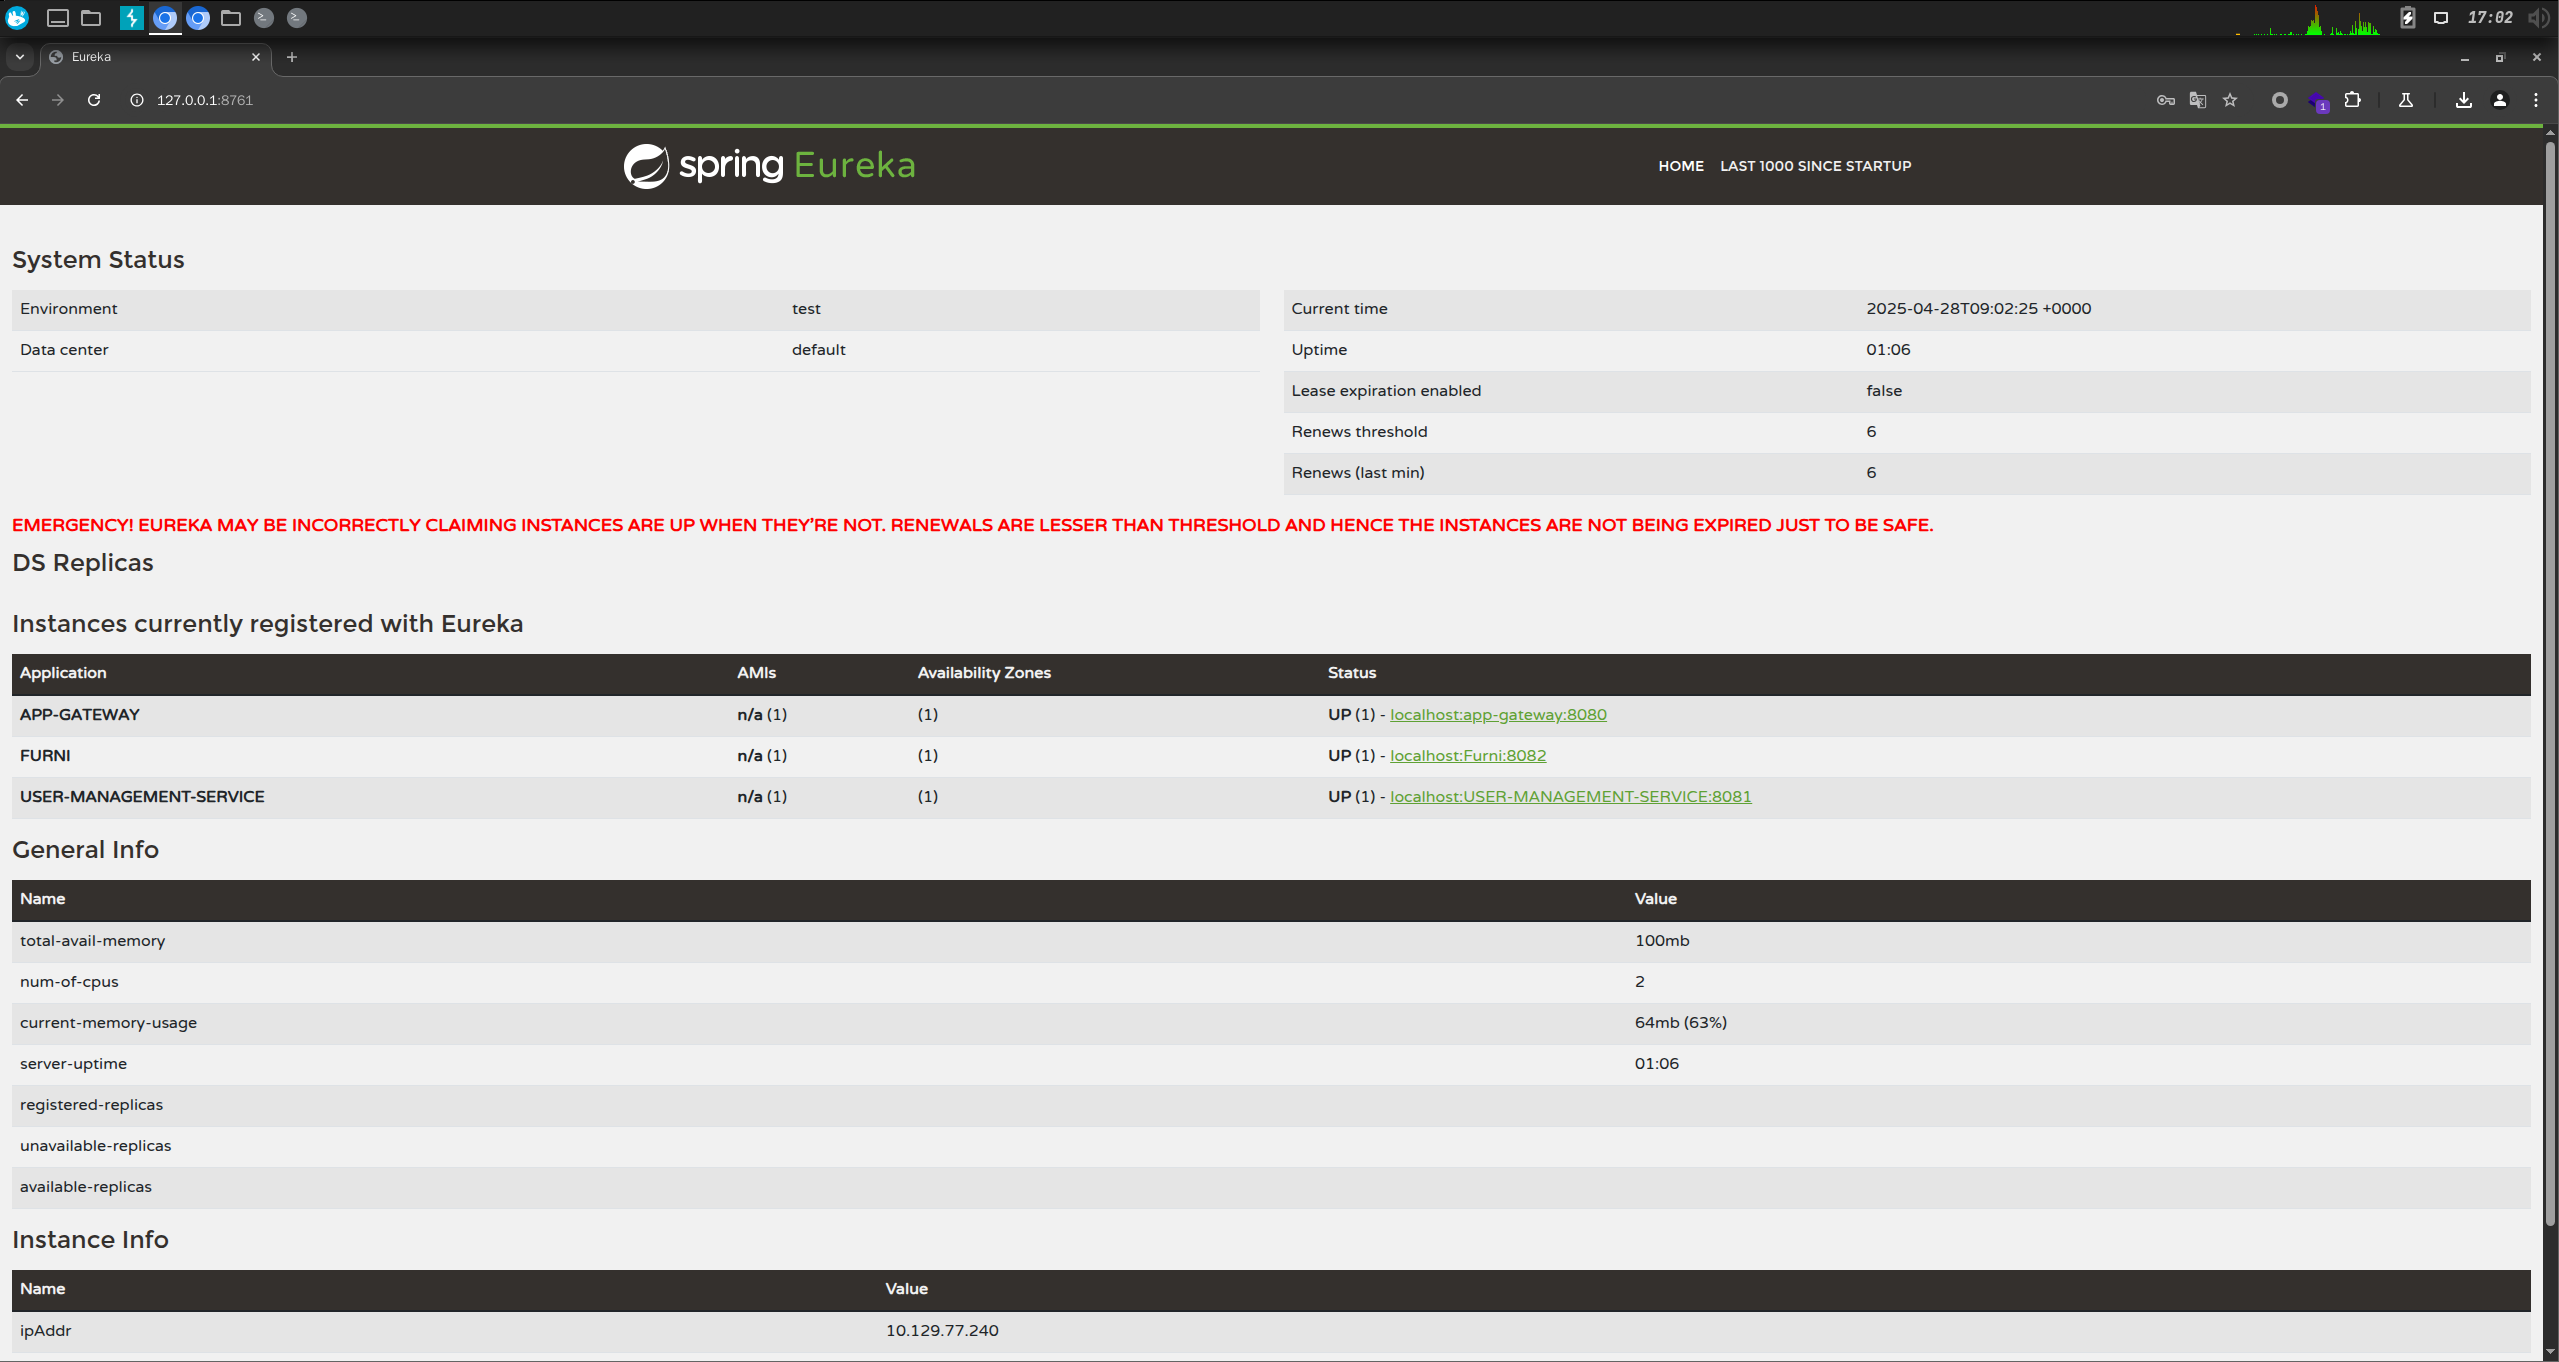 17:02
Eureka
127.0.0.1:8761
1
spring Eureka
HOME LAST 1000 SINCE STARTUP
System Status
Environment test
Data center default
Current time 2025-04-28T09:02:25 +0000
Uptime 01:06
Lease expiration enabled false
Renews threshold 6
Renews (last min) 6
EMERGENCY! EUREKA MAY BE INCORRECTLY CLAIMING INSTANCES ARE UP WHEN THEY'RE NOT. RENEWALS ARE LESSER THAN THRESHOLD AND HENCE THE INSTANCES ARE NOT BEING EXPIRED JUST TO BE SAFE.
DS Replicas
Instances currently registered with Eureka
Application AMIs Availability Zones Status
APP-GATEWAY n/a (1) (1) UP (1) - localhost:app-gateway:8080
FURNI n/a (1) (1) UP (1) - localhost:Furni:8082
USER-MANAGEMENT-SERVICE n/a (1) (1) UP (1) - localhost:USER-MANAGEMENT-SERVICE:8081
General Info
Name Value
total-avail-memory 100mb
num-of-cpus 2
current-memory-usage 64mb (63%)
server-uptime 01:06
registered-replicas
unavailable-replicas
available-replicas
Instance Info
Name Value
ipAddr 10.129.77.240